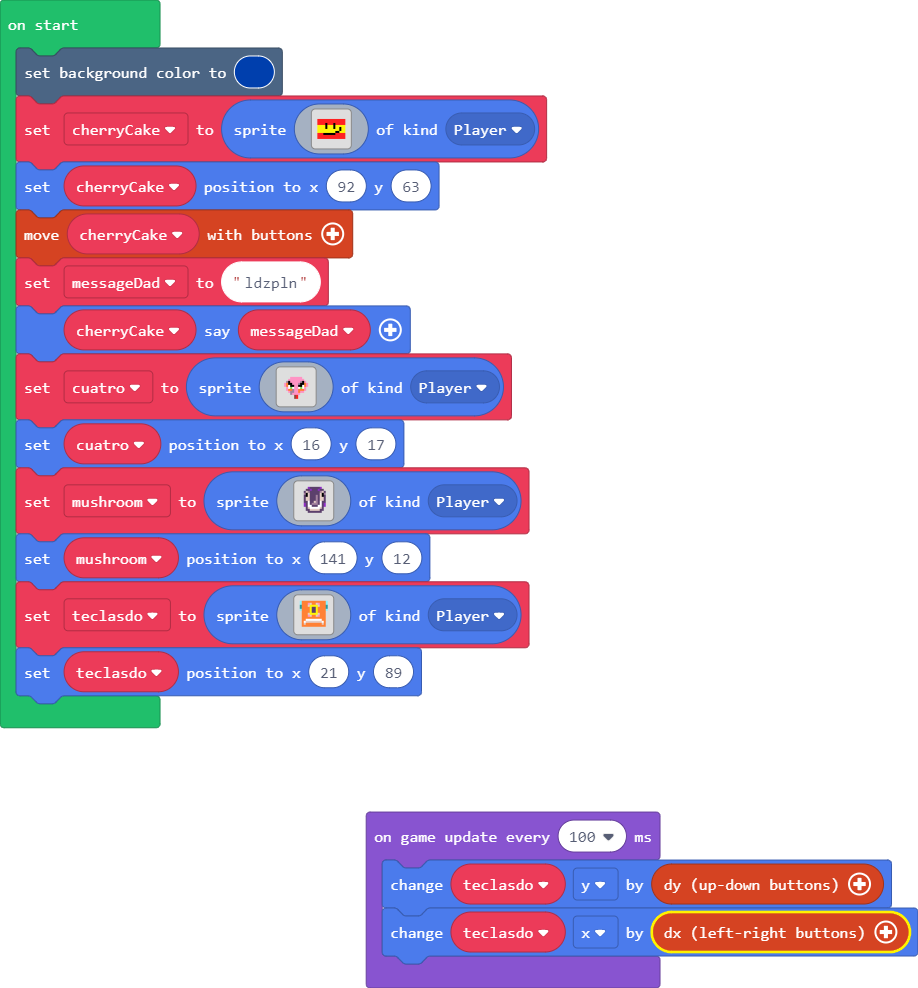 on start
set background color to
set cherryCake to sprite of kind Player
set cherryCake position to x 92 y 63
move cherryCake with buttons
set messageDad to "ldzpln"
cherryCake say messageDad
set cuatro to sprite of kind Player
set cuatro position to x 16 y 17
set mushroom to sprite of kind Player
set mushroom position to x 141 y 12
set teclasdo to sprite of kind Player
set teclasdo position to x 21 y 89
on game update every 100 ms
change teclasdo y by dy (up-down buttons)
change teclasdo x by dx (left-right buttons)